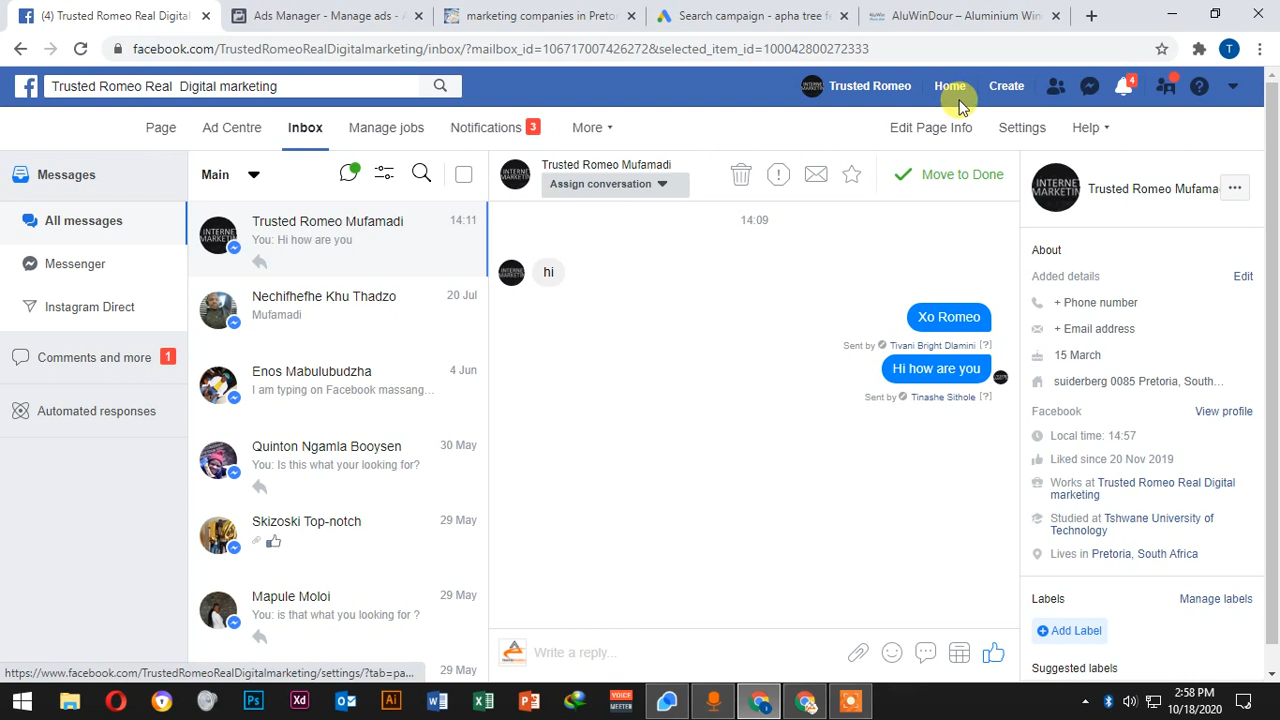 (4) Trusted Romeo Real Digital
Ads Manager - Manage ads -
marketing companies in Preto
Search campaign - apha tree f
AluWinDour – Aluminium Win
facebook.com/TrustedRomeoRealDigitalmarketing/inbox/?mailbox_id=106717007426272&selected_item_id=100042800272333
T
Trusted Romeo Real Digital marketing
Trusted Romeo
Home
Create
4
Page
Ad Centre
Inbox
Manage jobs
Notifications 3
More
Edit Page Info
Settings
Help
Messages
All messages
Messenger
Instagram Direct
Comments and more 1
Automated responses
Main
Trusted Romeo Mufamadi 14:11
You: Hi how are you
Nechifhefhe Khu Thadzo 20 Jul
Mufamadi
Enos Mabulubudzha 4 Jun
I am typing on Facebook massang...
Quinton Ngamla Booysen 30 May
You: Is this what your looking for?
Skizoski Top-notch 29 May
Mapule Moloi 29 May
You: is that what you looking for ?
29 May
Trusted Romeo Mufamadi
Assign conversation
Move to Done
14:09
hi
Xo Romeo
Sent by Tivani Bright Dlamini [?]
Hi how are you
Sent by Tinashe Sithole [?]
Write a reply...
INTERNET
MARKETIN
Trusted Romeo Mufama
...
About
Added details Edit
+ Phone number
+ Email address
15 March
suiderberg 0085 Pretoria, South...
Facebook View profile
Local time: 14:57
Liked since 20 Nov 2019
Works at Trusted Romeo Real Digital
marketing
Studied at Tshwane University of
Technology
Lives in Pretoria, South Africa
Labels Manage labels
Add Label
Suggested labels
https://www.facebook.com/TrustedRomeoRealDigitalmarketing/settings/?tab=pa...
Ps
Xd
Ai
VOICE
MEETER
2:58 PM
10/18/2020